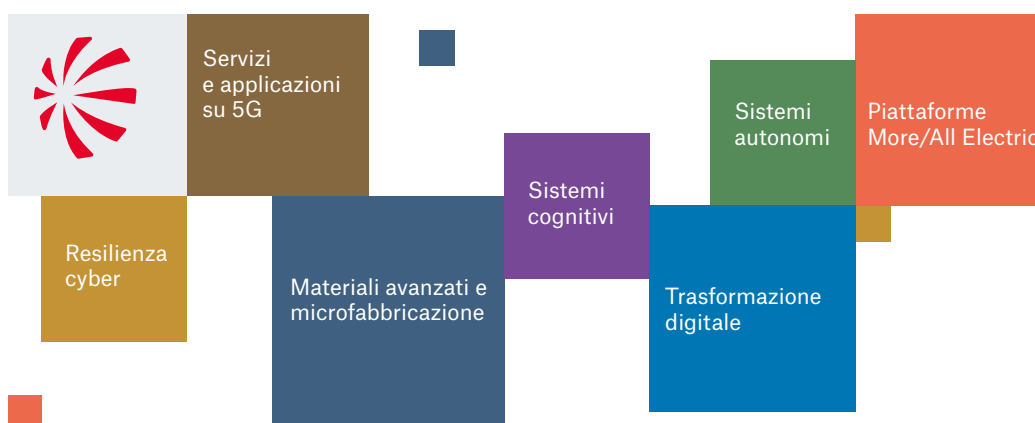 Servizi
e applicazioni
su 5G
Resilienza
cyber
Materiali avanzati e
microfabbricazione
Sistemi
cognitivi
Sistemi
autonomi
Trasformazione
digitale
Piattaforme
More/All Electric